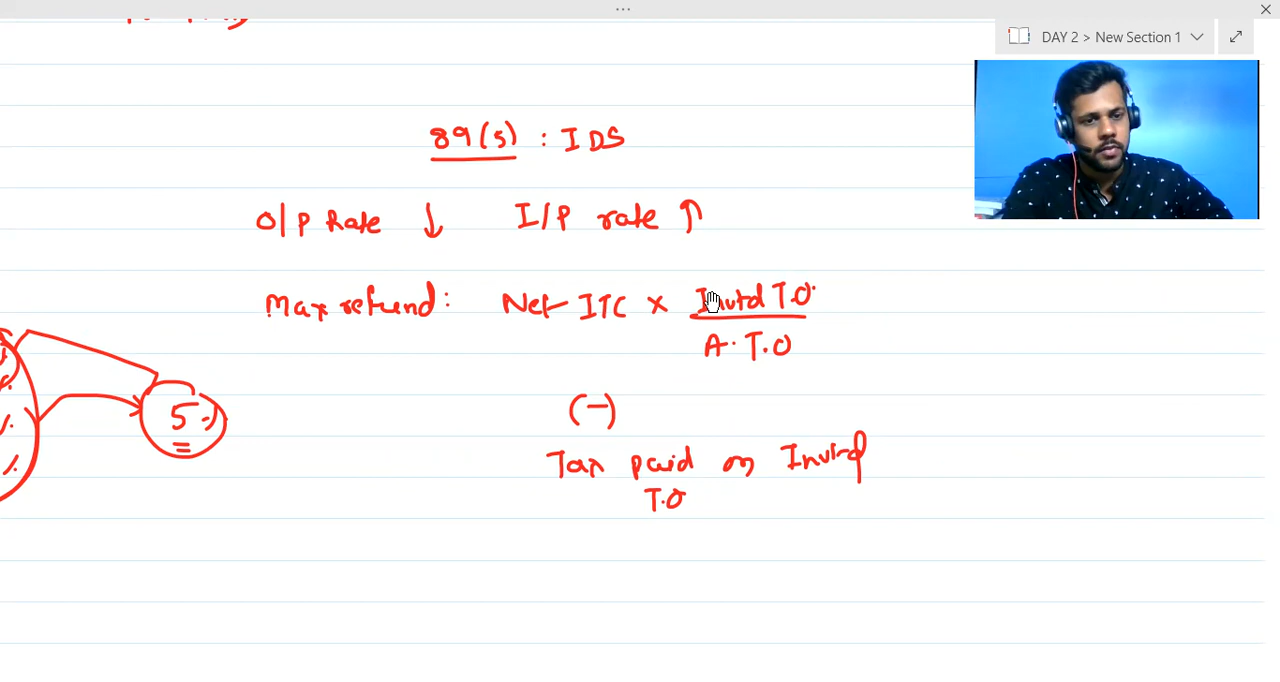 DAY 2 > New Section 1
89(5) : IDS
O/P Rate ↓ I/P rate ↑
Max refund : Net ITC × Invtd T.O.
A. T.O
5%
(-)
Tax paid on Invtd
T.O